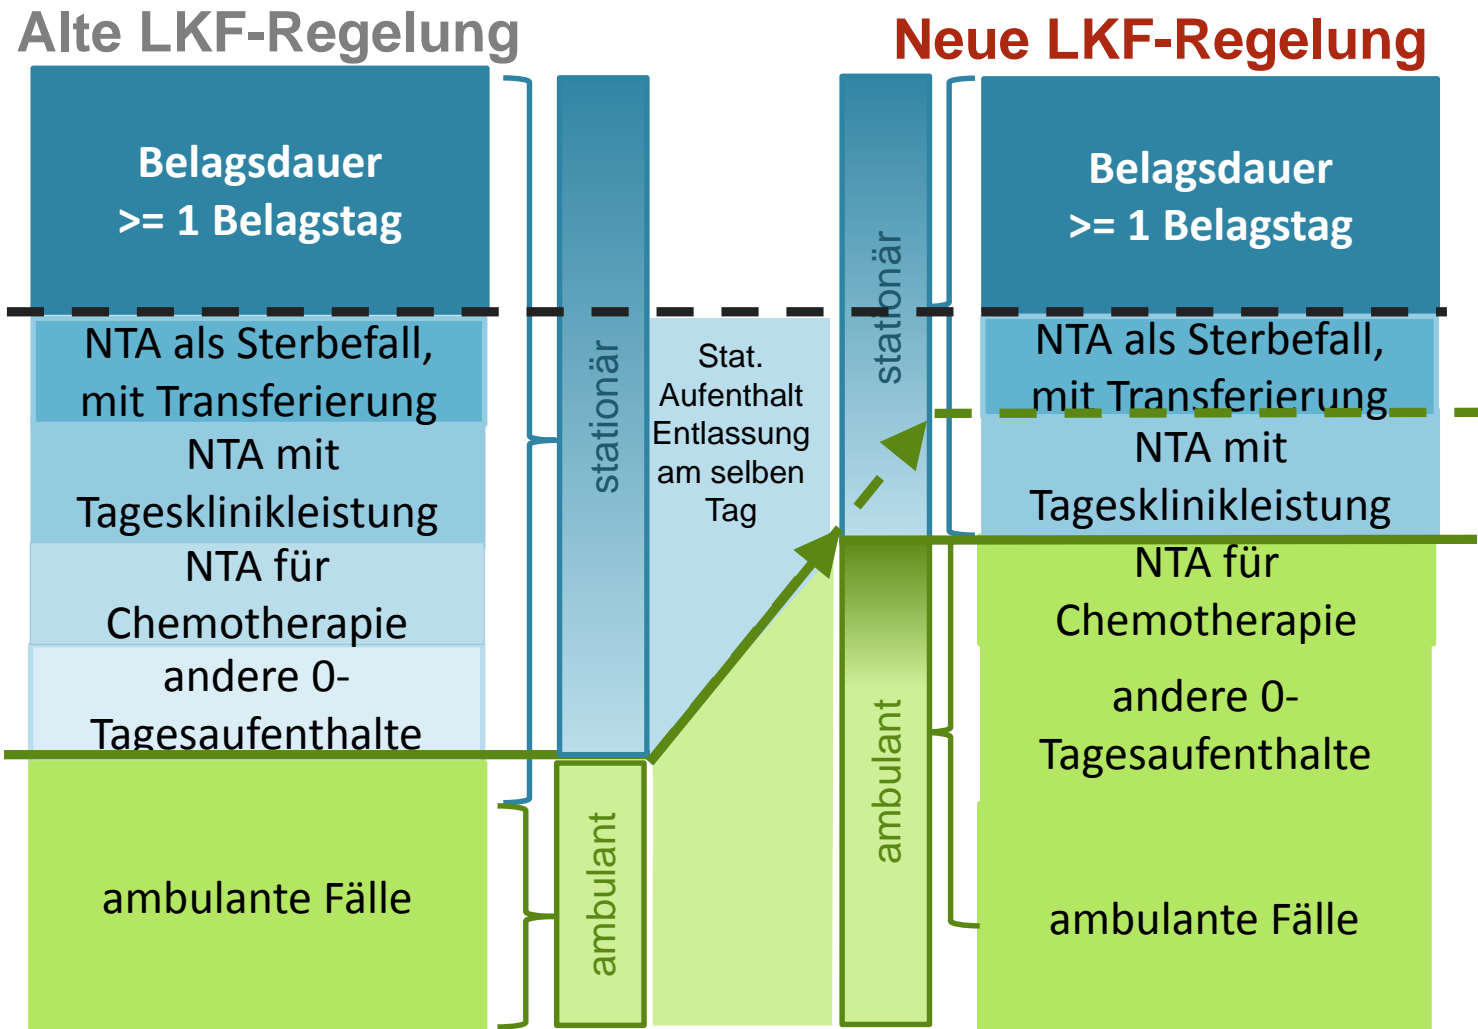 Alte LKF-Regelung
Neue LKF-Regelung
Belagsdauer
>= 1 Belagstag
NTA als Sterbefall,
mit Transferierung
NTA mit
Tagesklinikleistung
NTA für
Chemotherapie
andere 0-
Tagesaufenthalte
ambulante Fälle
stationär
ambulant
Stat.
Aufenthalt
Entlassung
am selben
Tag
stationär
ambulant
Belagsdauer
>= 1 Belagstag
NTA als Sterbefall,
mit Transferierung
NTA mit
Tagesklinikleistung
NTA für
Chemotherapie
andere 0-
Tagesaufenthalte
ambulante Fälle